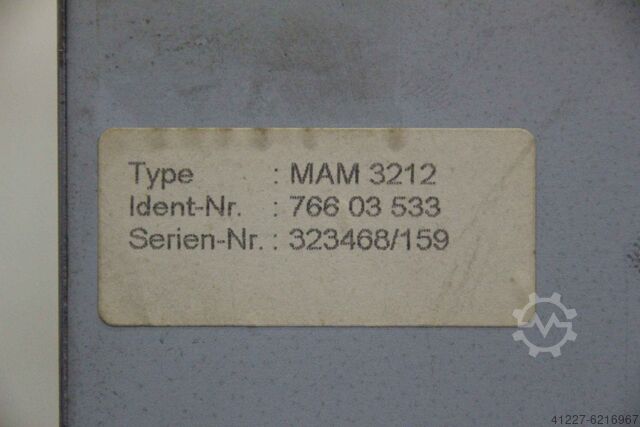 Type : MAM 3212
Ident-Nr. : 766 03 533
Serien-Nr. : 323468/159
41227-6216967